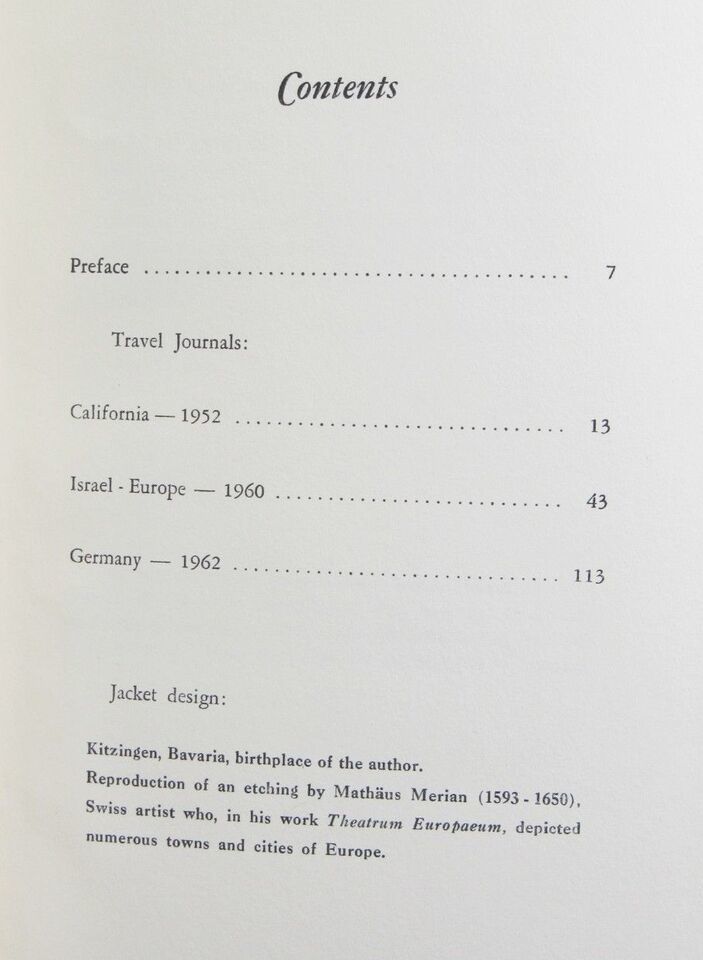 Contents
Preface ........................................ 7
Travel Journals:
California — 1952 ................................ 13
Israel - Europe — 1960 ............................ 43
Germany — 1962 ................................ 113
Jacket design:
Kitzingen, Bavaria, birthplace of the author.
Reproduction of an etching by Mathäus Merian (1593 - 1650),
Swiss artist who, in his work Theatrum Europaeum, depicted
numerous towns and cities of Europe.